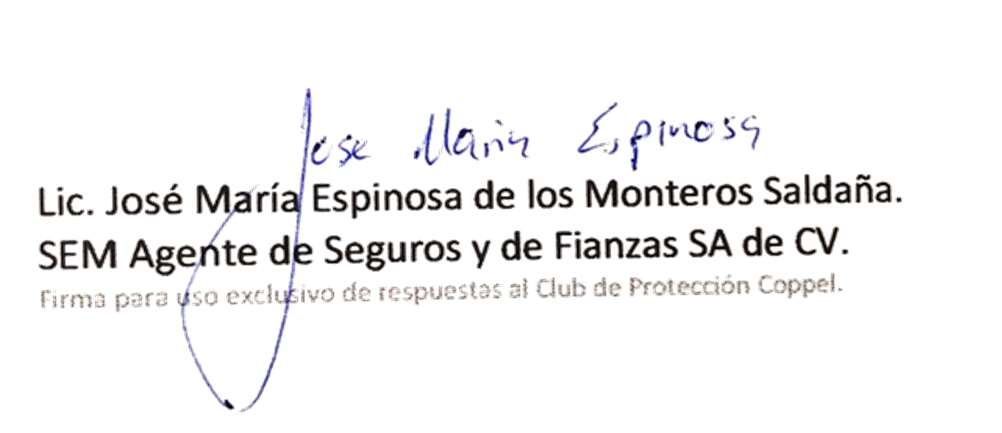 Jose Maria Espinosa
Lic. José María Espinosa de los Monteros Saldaña.
SEM Agente de Seguros y de Fianzas SA de CV.
Firma para uso exclusivo de respuestas al Club de Protección Coppel.